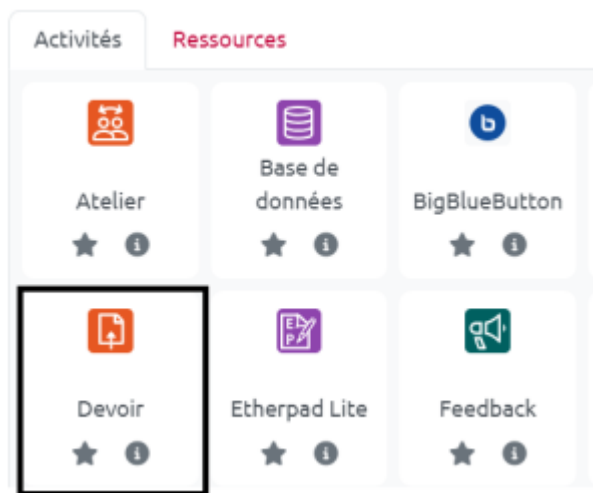 Activités Ressources
Base de
Atelier données BigBlueButton
Devoir Etherpad Lite Feedback